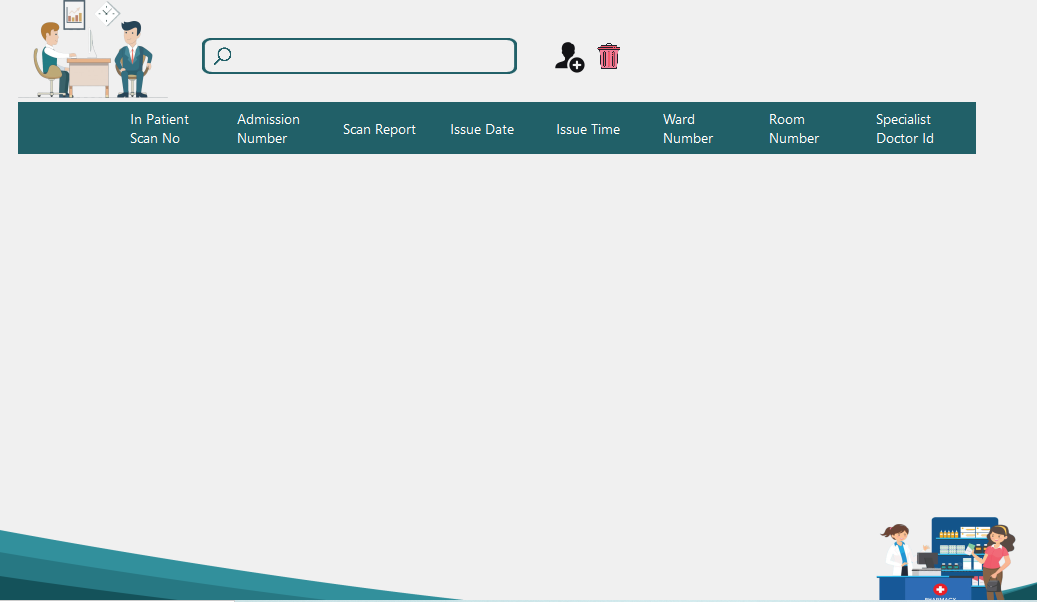 In Patient
Scan No
Admission
Number
Scan Report
Issue Date
Issue Time
Ward
Number
Room
Number
Specialist
Doctor Id
PHARMACY